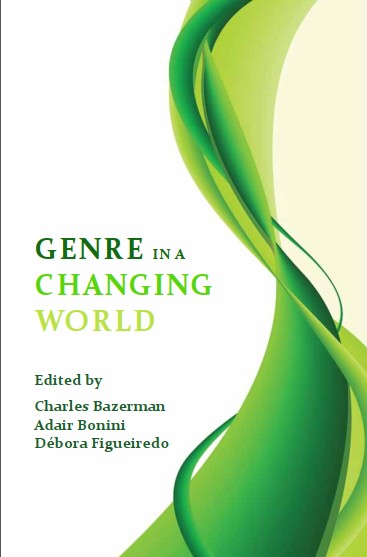 GENRE IN A
CHANGING
WORLD
Edited by
Charles Bazerman
Adair Bonini
Débora Figueiredo